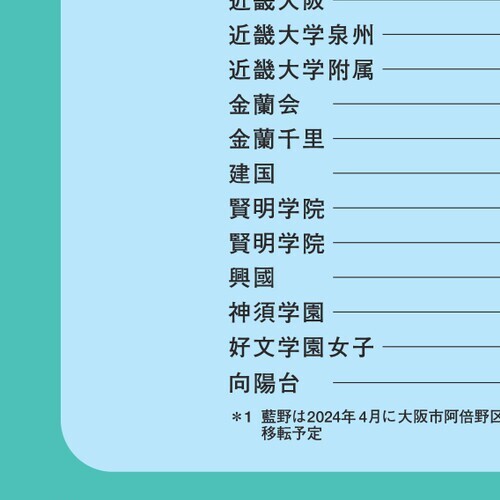 近畿大阪
近畿大学泉州
近畿大学附属
金蘭会
金蘭千里
建国
賢明学院
賢明学院
興國
神須学園
好文学園女子
向陽台
＊1 藍野は2024年4月に大阪市阿倍野区
移転予定